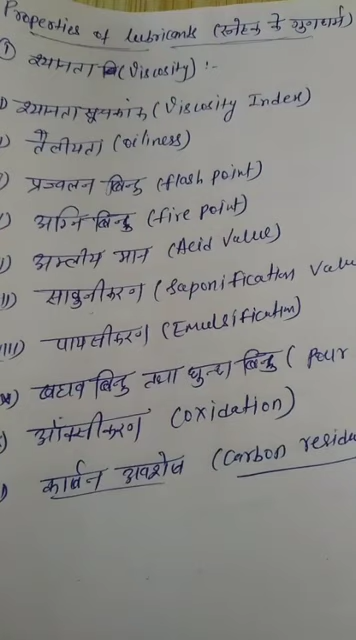 Properties of lubricants (स्नेहक के गुणधर्म)
① श्यानता (Viscosity) :-
श्यानता सूचकांक (Viscosity Index)
तैलीयता (oiliness)
प्रज्वलन बिन्दु (flash point)
अग्नि बिन्दु (fire point)
अम्लीय मान (Acid Value)
साबुनीकरण (Saponification Value
पायसीकरण (Emulsification)
बहाव बिन्दु तथा धुन्ध बिन्दु (pour
ऑक्सीकरण (oxidation)
कार्बन अवशेष (Carbon residu